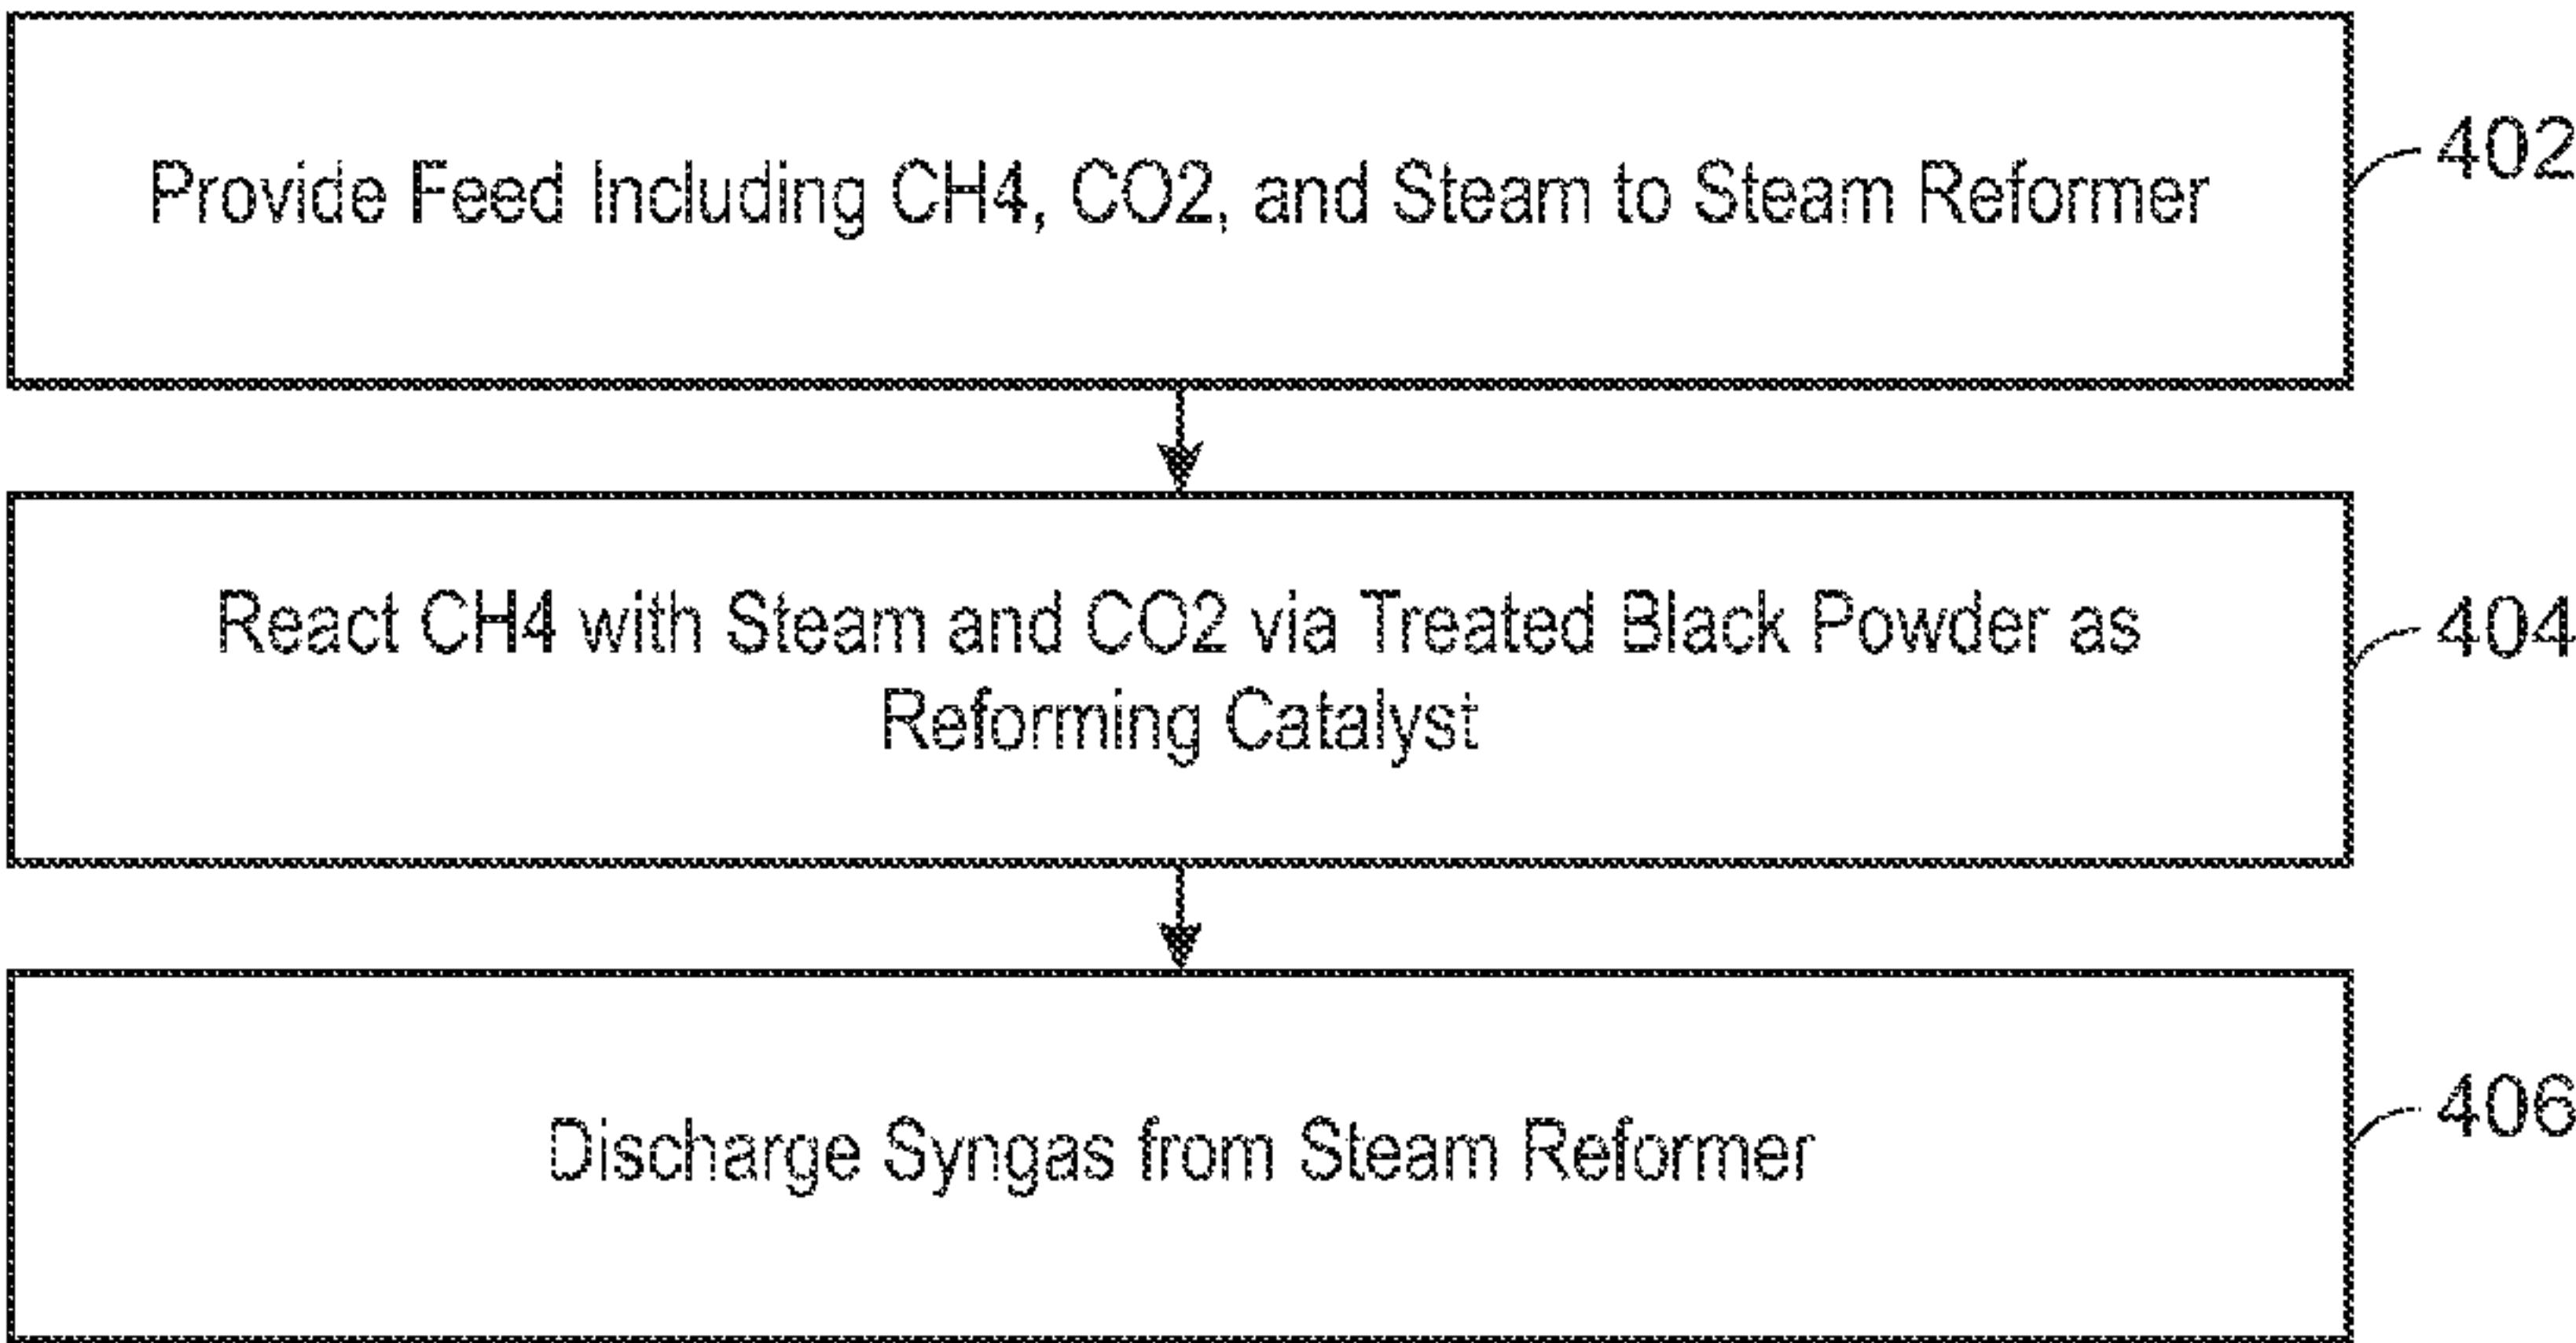 Provide Feed Including CH4, CO2, and Steam to Steam Reformer
402
React CH4 with Steam and CO2 via Treated Black Powder as
Reforming Catalyst
404
Discharge Syngas from Steam Reformer
406